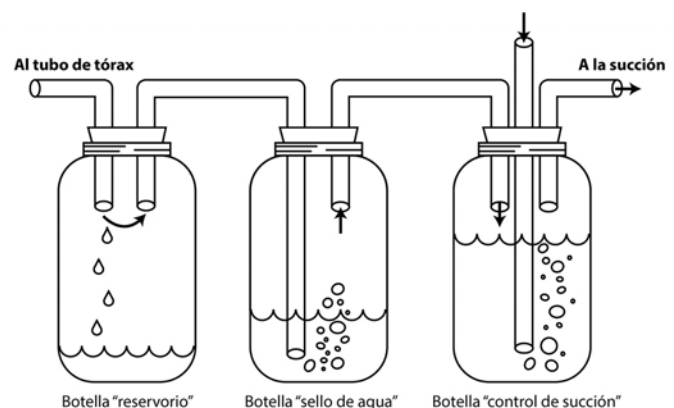 Al tubo de tórax
A la succión
Botella “reservorio”
Botella “sello de agua”
Botella “control de succión”